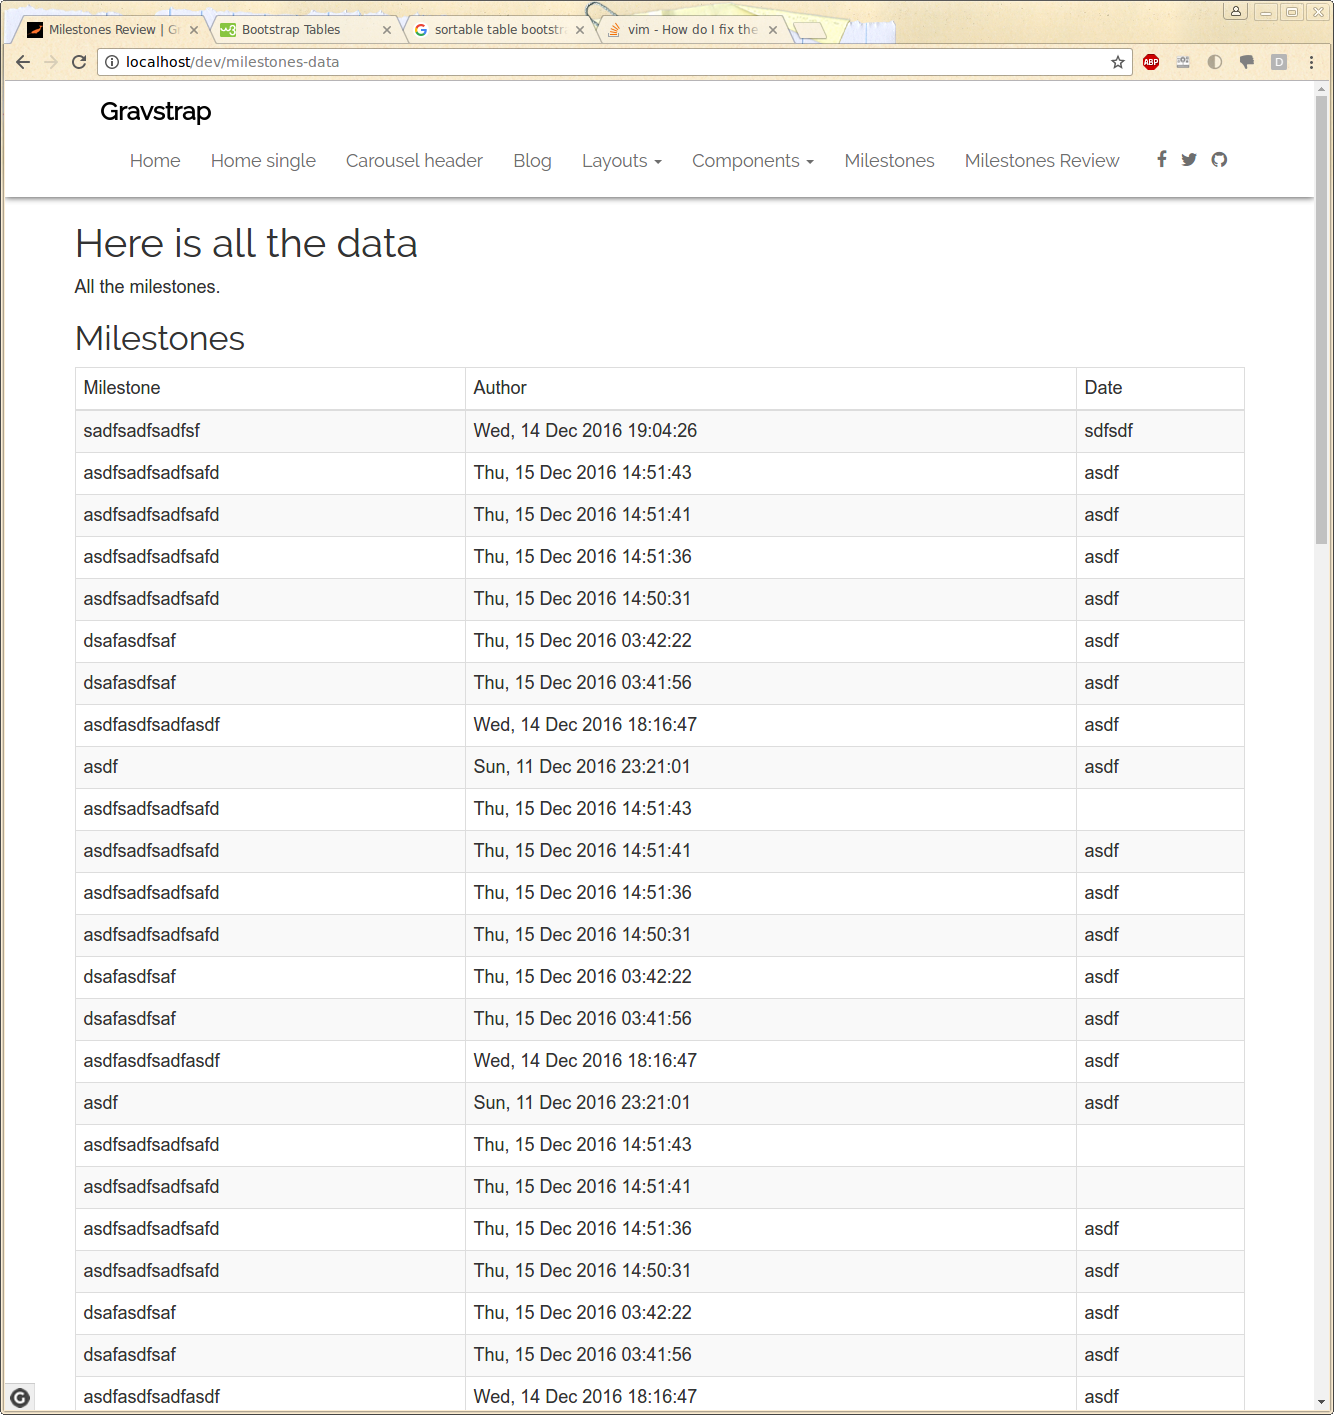 Milestones Review | Gr
Bootstrap Tables
sortable table bootstr
vim - How do I fix the
localhost/dev/milestones-data
ABP
D
Gravstrap
Home Home single Carousel header Blog Layouts Components Milestones Milestones Review
Here is all the data
All the milestones.
Milestones
Milestone Author Date
sadfsadfsadfsf Wed, 14 Dec 2016 19:04:26 sdfsdf
asdfsadfsadfsafd Thu, 15 Dec 2016 14:51:43 asdf
asdfsadfsadfsafd Thu, 15 Dec 2016 14:51:41 asdf
asdfsadfsadfsafd Thu, 15 Dec 2016 14:51:36 asdf
asdfsadfsadfsafd Thu, 15 Dec 2016 14:50:31 asdf
dsafasdfsaf Thu, 15 Dec 2016 03:42:22 asdf
dsafasdfsaf Thu, 15 Dec 2016 03:41:56 asdf
asdfasdfsadfasdf Wed, 14 Dec 2016 18:16:47 asdf
asdf Sun, 11 Dec 2016 23:21:01 asdf
asdfsadfsadfsafd Thu, 15 Dec 2016 14:51:43
asdfsadfsadfsafd Thu, 15 Dec 2016 14:51:41 asdf
asdfsadfsadfsafd Thu, 15 Dec 2016 14:51:36 asdf
asdfsadfsadfsafd Thu, 15 Dec 2016 14:50:31 asdf
dsafasdfsaf Thu, 15 Dec 2016 03:42:22 asdf
dsafasdfsaf Thu, 15 Dec 2016 03:41:56 asdf
asdfasdfsadfasdf Wed, 14 Dec 2016 18:16:47 asdf
asdf Sun, 11 Dec 2016 23:21:01 asdf
asdfsadfsadfsafd Thu, 15 Dec 2016 14:51:43
asdfsadfsadfsafd Thu, 15 Dec 2016 14:51:41
asdfsadfsadfsafd Thu, 15 Dec 2016 14:51:36 asdf
asdfsadfsadfsafd Thu, 15 Dec 2016 14:50:31 asdf
dsafasdfsaf Thu, 15 Dec 2016 03:42:22 asdf
dsafasdfsaf Thu, 15 Dec 2016 03:41:56 asdf
asdfasdfsadfasdf Wed, 14 Dec 2016 18:16:47 asdf